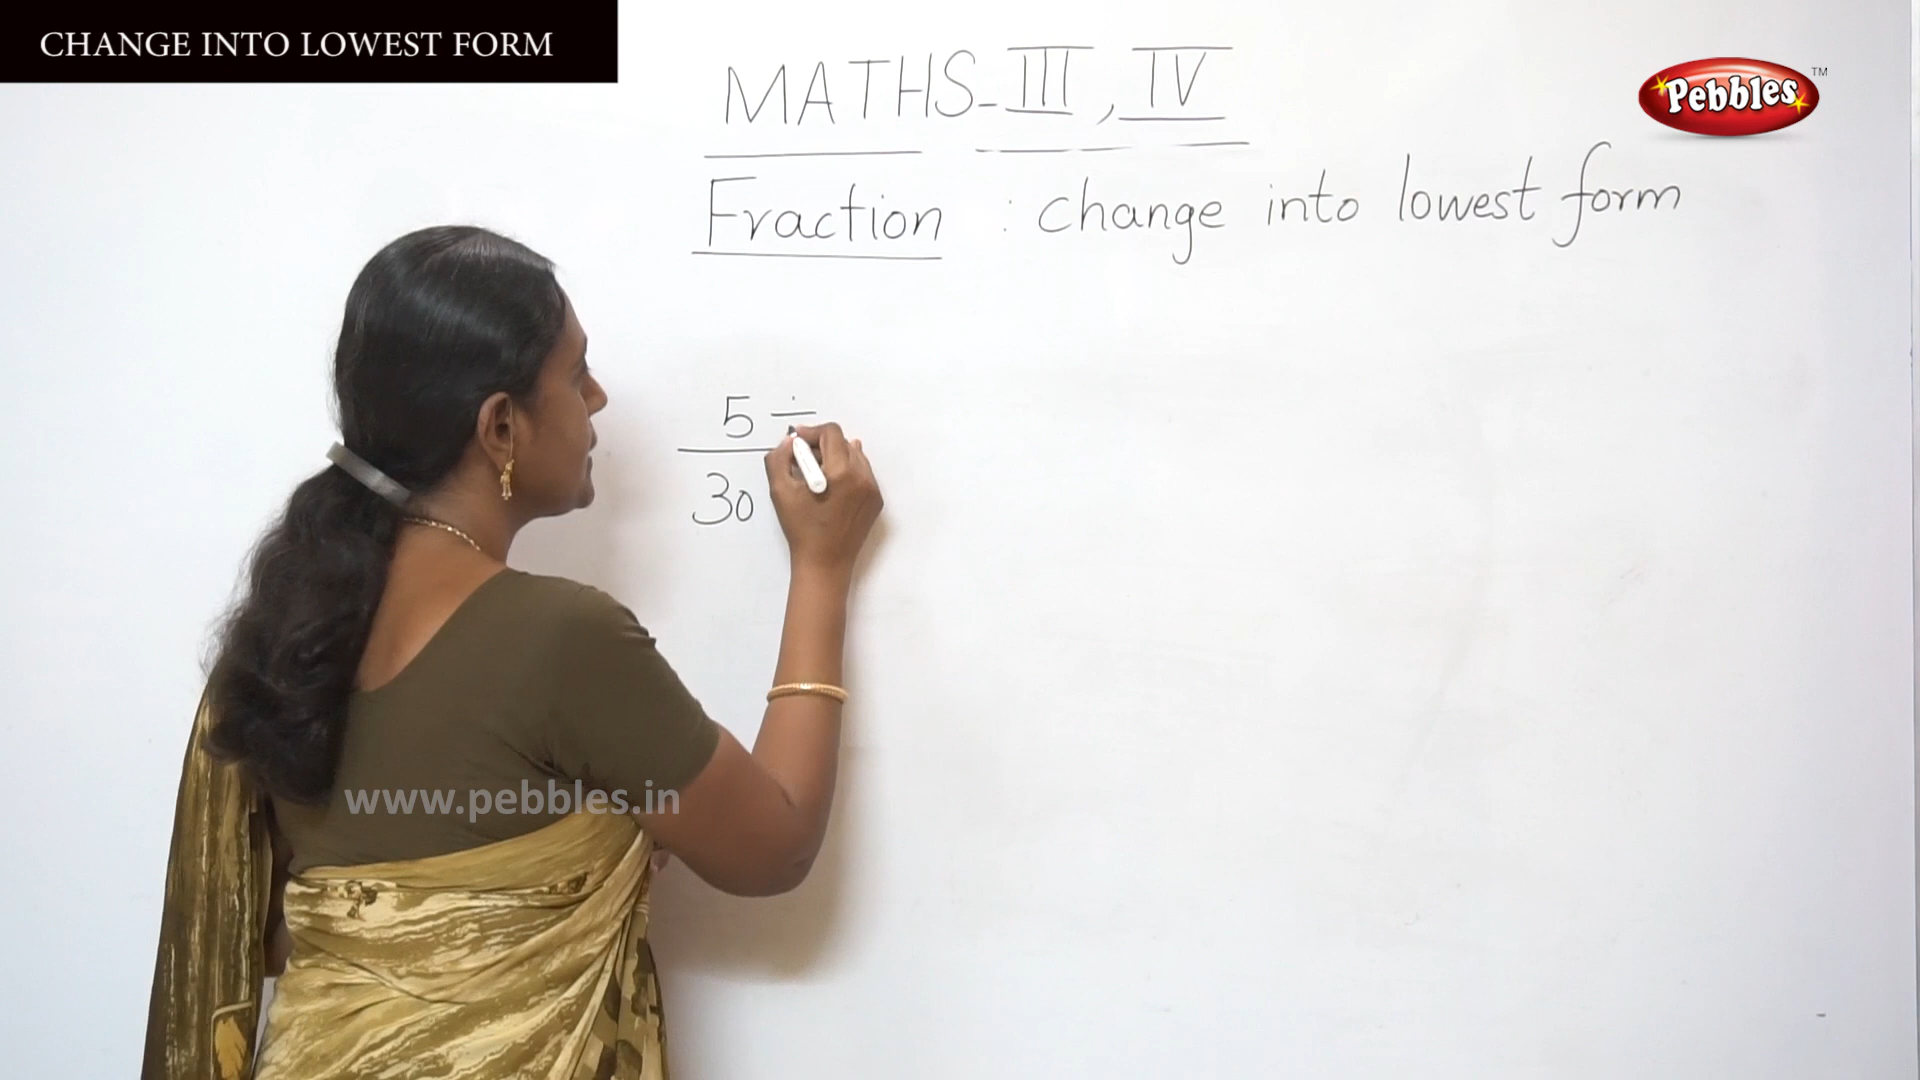 CHANGE INTO LOWEST FORM
MATHS - III, IV
Pebbles TM
Fraction : change into lowest form
5 ÷
30
www.pebbles.in